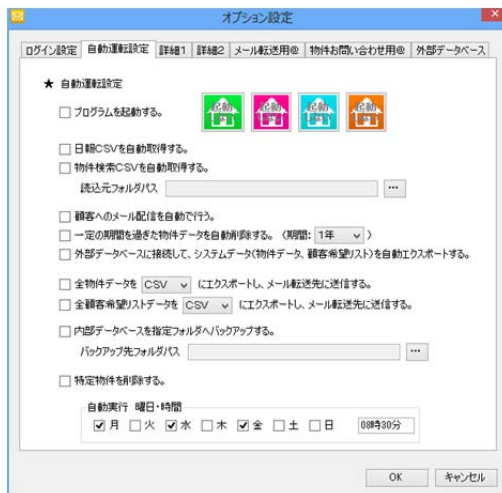 オプション設定
ログイン設定 自動運転設定 詳細1 詳細2 メール転送用@ 物件お問い合わせ用@ 外部データベース
★ 自動運転設定
プログラムを起動する。 起動 起動 起動 起動
日報CSVを自動取得する。
物件検索CSVを自動取得する。
読込元フォルダパス ...
顧客へのメール配信を自動で行う。
一定の期間を過ぎた物件データを自動削除する。（期間: 1年 ）
外部データベースに接続して、システムデータ(物件データ、顧客希望リスト)を自動エクスポートする。
全物件データを CSV にエクスポートし、メール転送先に送信する。
全顧客希望リストデータを CSV にエクスポートし、メール転送先に送信する。
内部データベースを指定フォルダへバックアップする。
バックアップ先フォルダパス ...
特定物件を削除する。
自動実行 曜日・時間
月 火 水 木 金 土 日 08時30分
OK キャンセル